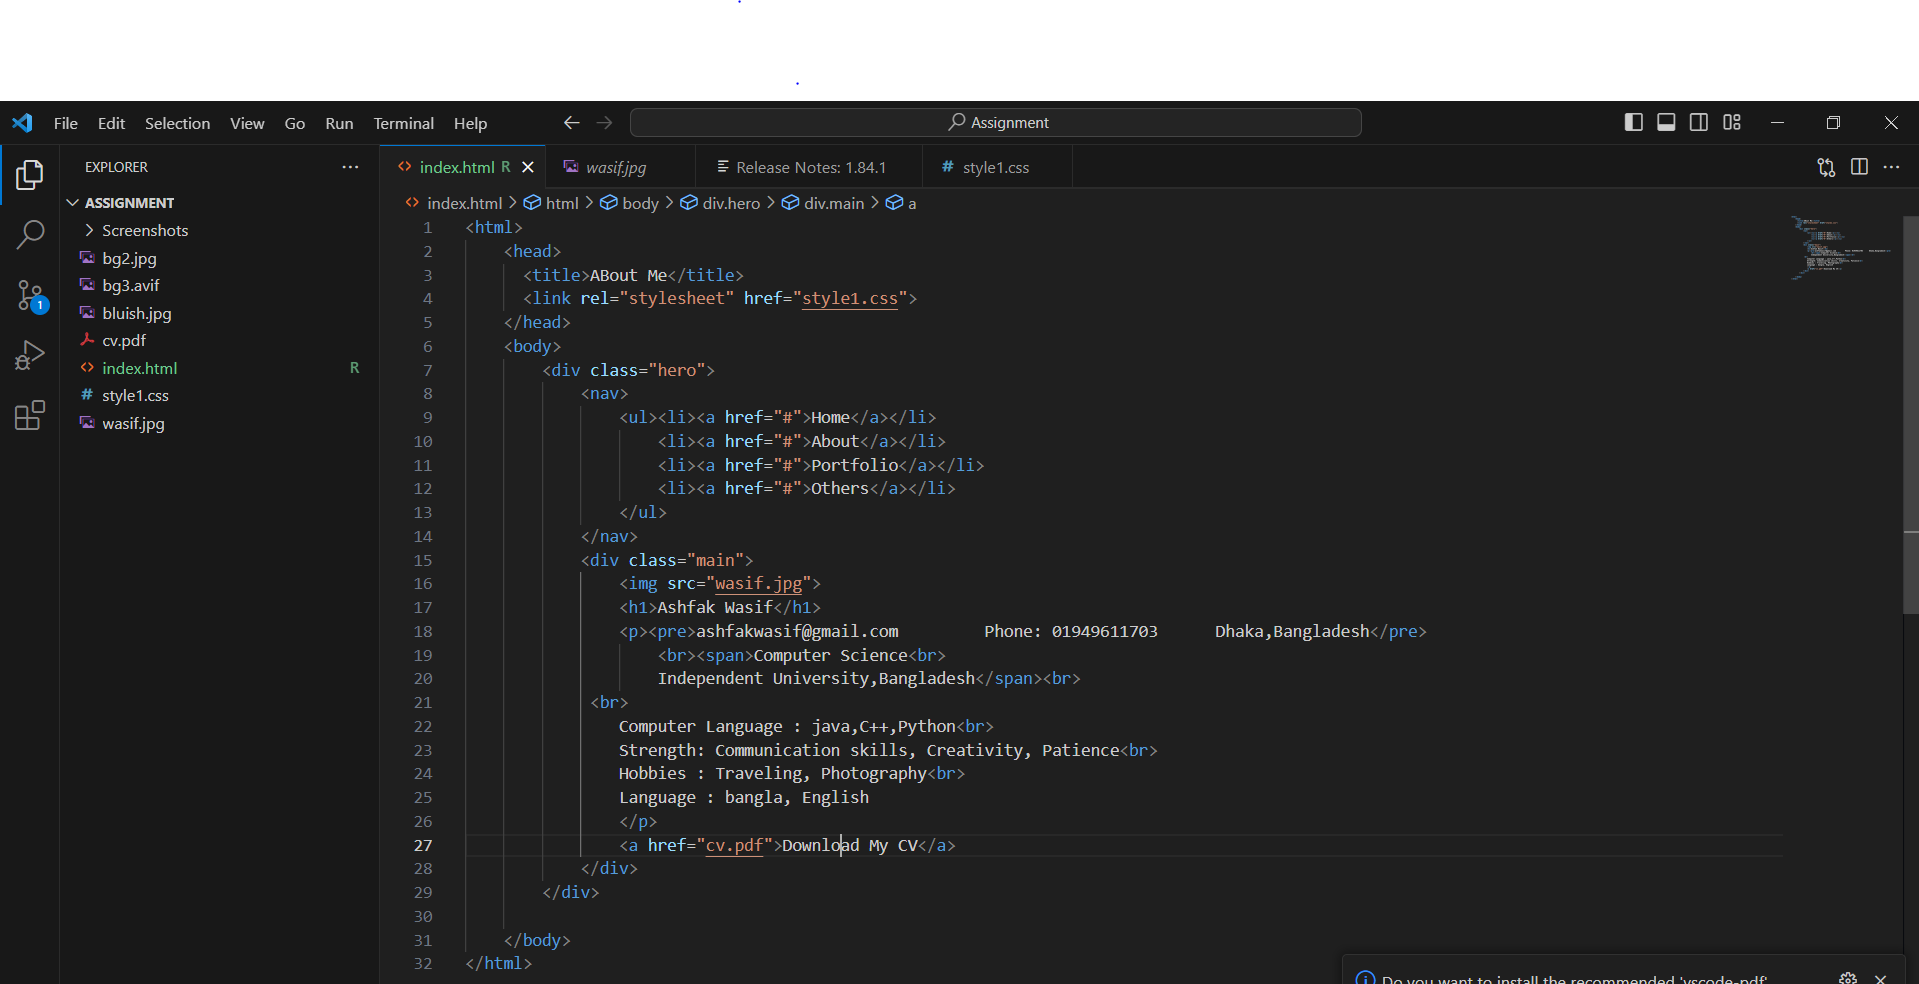 File Edit Selection View Go Run Terminal Help
Assignment
EXPLORER
ASSIGNMENT
Screenshots
bg2.jpg
bg3.avif
bluish.jpg
cv.pdf
index.html R
style1.css
wasif.jpg
1
index.html R wasif.jpg Release Notes: 1.84.1 # style1.css
index.html > html > body > div.hero > div.main > a
1 <html>
2 <head>
3 <title>ABout Me</title>
4 <link rel="stylesheet" href="style1.css">
5 </head>
6 <body>
7 <div class="hero">
8 <nav>
9 <ul><li><a href="#">Home</a></li>
10 <li><a href="#">About</a></li>
11 <li><a href="#">Portfolio</a></li>
12 <li><a href="#">Others</a></li>
13 </ul>
14 </nav>
15 <div class="main">
16 <img src="wasif.jpg">
17 <h1>Ashfak Wasif</h1>
18 <p><pre>ashfakwasif@gmail.com Phone: 01949611703 Dhaka,Bangladesh</pre>
19 <br><span>Computer Science<br>
20 Independent University,Bangladesh</span><br>
21 <br>
22 Computer Language : java,C++,Python<br>
23 Strength: Communication skills, Creativity, Patience<br>
24 Hobbies : Traveling, Photography<br>
25 Language : bangla, English
26 </p>
27 <a href="cv.pdf">Download My CV</a>
28 </div>
29 </div>
30
31 </body>
32 </html>
Do you want to install the recommended 'vscode-pdf'